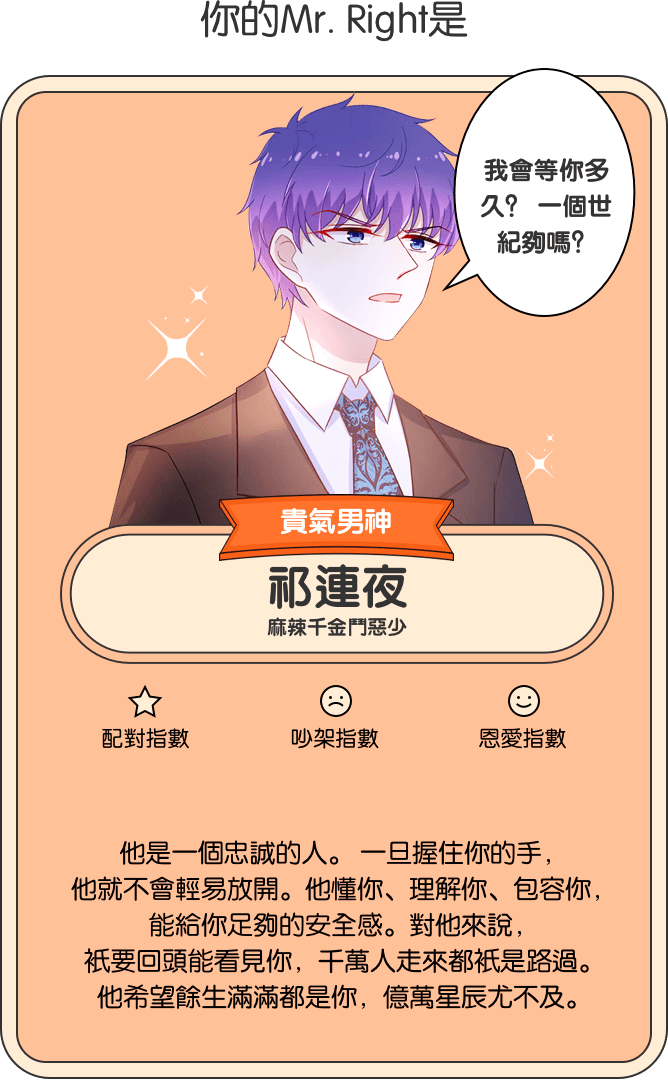 你的Mr. Right是
我會等你多
久? 一個世
紀夠嗎?
貴氣男神
祁連夜
麻辣千金鬥惡少
配對指數
吵架指數
恩愛指數
他是一個忠誠的人。 一旦握住你的手，
他就不會輕易放開。他懂你、理解你、包容你，
能給你足夠的安全感。對他來說，
衹要回頭能看見你，千萬人走來都衹是路過。
他希望餘生滿滿都是你，億萬星辰尤不及。